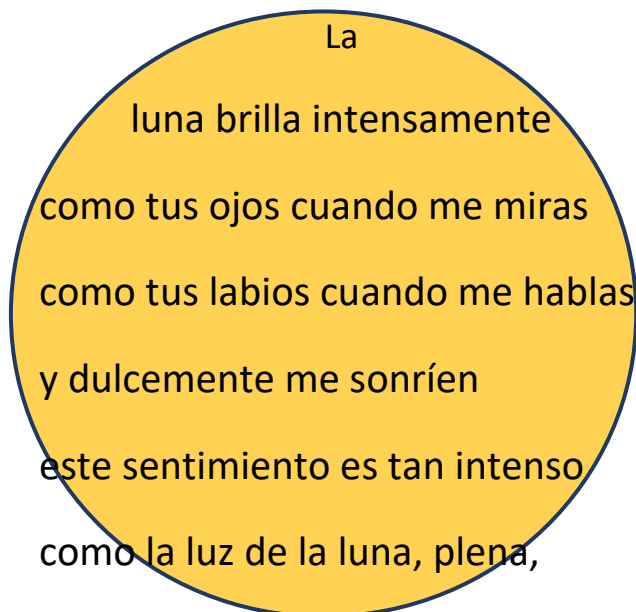 La
luna brilla intensamente
como tus ojos cuando me miras
como tus labios cuando me hablas
y dulcemente me sonríen
este sentimiento es tan intenso
como la luz de la luna, plena,